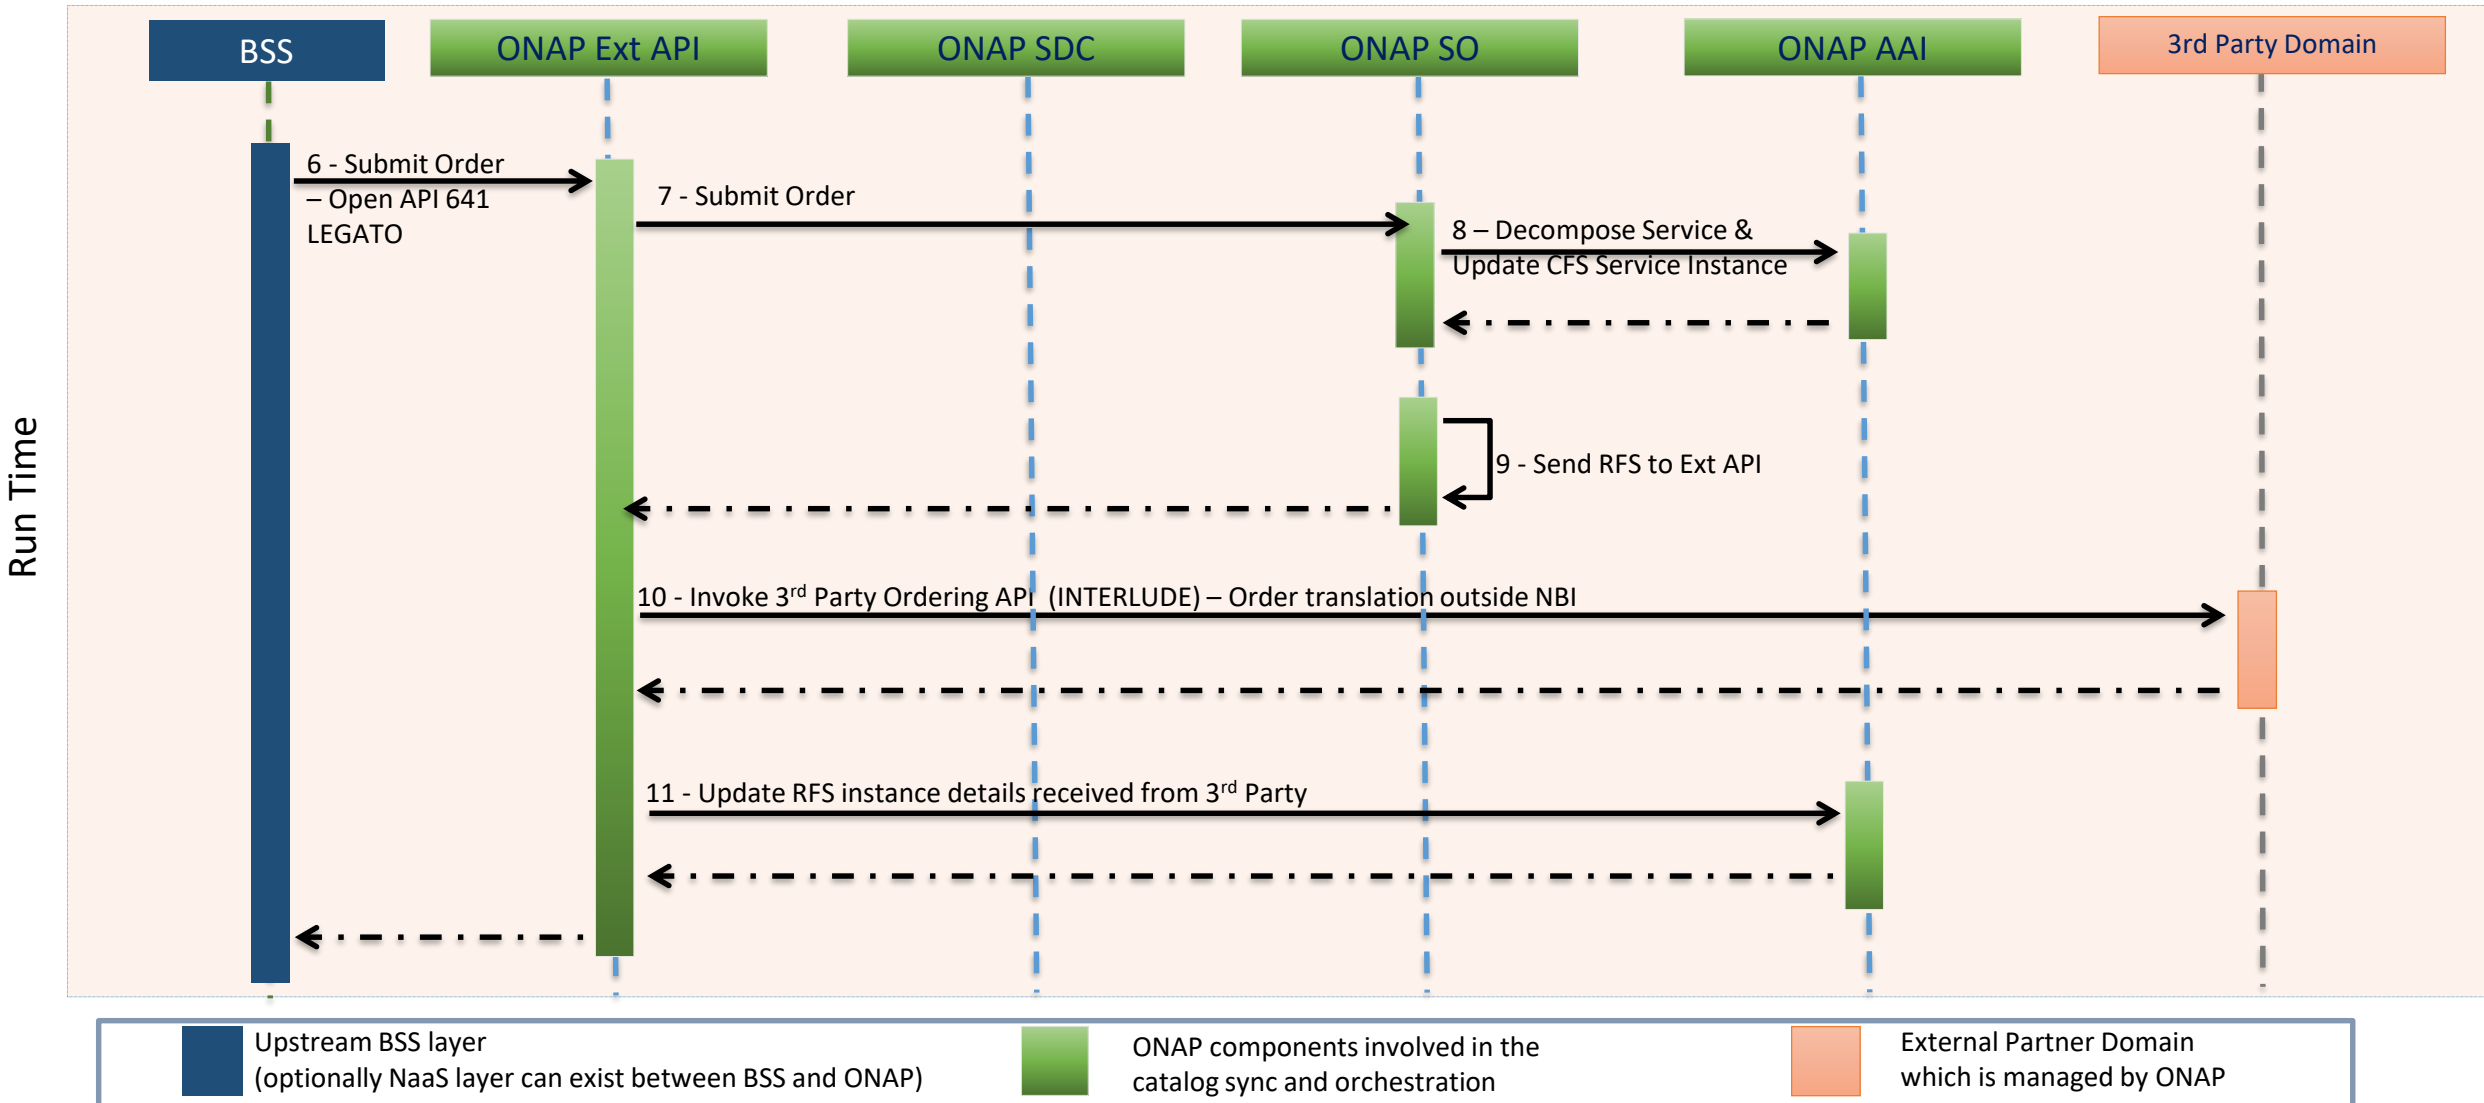 BSS
ONAP Ext API
ONAP SDC
ONAP SO
ONAP AAI
3rd Party Domain
Run Time
6 - Submit Order
– Open API 641
LEGATO
7 - Submit Order
8 – Decompose Service &
Update CFS Service Instance
9 - Send RFS to Ext API
10 - Invoke 3rd Party Ordering API (INTERLUDE) – Order translation outside NBI
11 - Update RFS instance details received from 3rd Party
Upstream BSS layer
(optionally NaaS layer can exist between BSS and ONAP)
ONAP components involved in the
catalog sync and orchestration
External Partner Domain
which is managed by ONAP